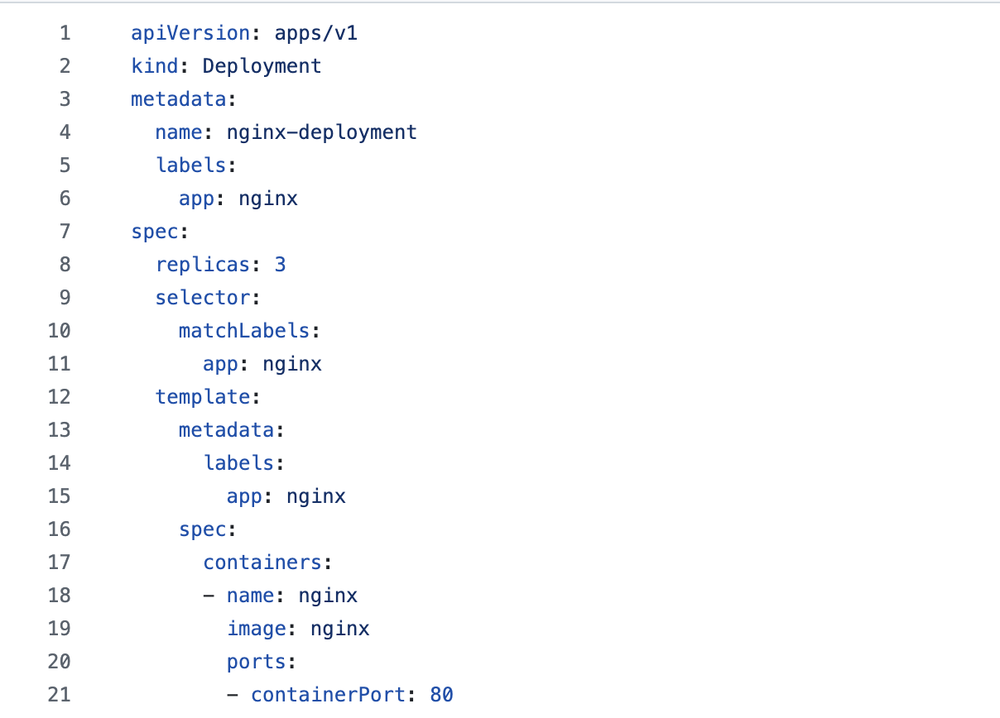 1 apiVersion: apps/v1
2 kind: Deployment
3 metadata:
4   name: nginx-deployment
5   labels:
6     app: nginx
7 spec:
8   replicas: 3
9   selector:
10     matchLabels:
11       app: nginx
12   template:
13     metadata:
14       labels:
15         app: nginx
16     spec:
17       containers:
18       - name: nginx
19         image: nginx
20         ports:
21         - containerPort: 80